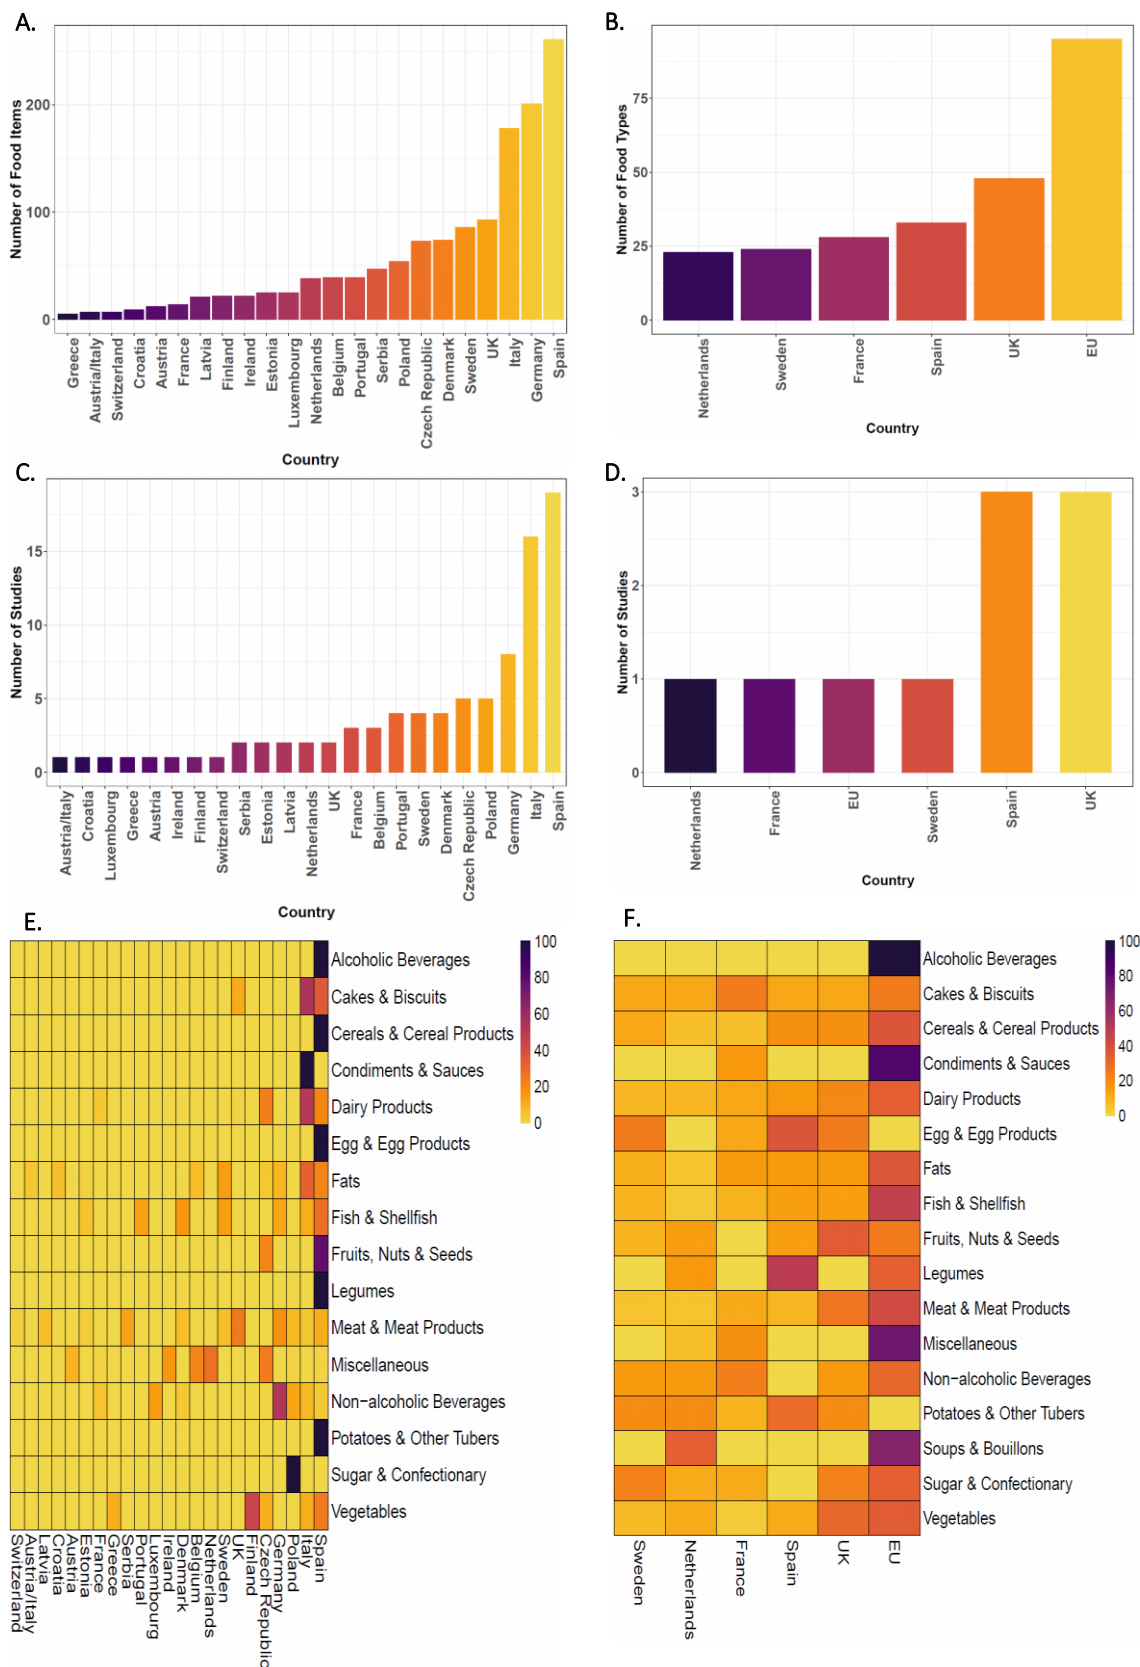 A.
Number of Food Items
200
100
0
Greece
Austria/Italy
Switzerland
Croatia
Austria
France
Latvia
Finland
Ireland
Estonia
Luxembourg
Netherlands
Belgium
Portugal
Serbia
Poland
Czech Republic
Denmark
Sweden
UK
Italy
Germany
Spain
Country
B.
Number of Food Types
75
50
25
0
Netherlands
Sweden
France
Spain
UK
EU
Country
C.
Number of Studies
15
10
5
0
Austria/Italy
Croatia
Luxembourg
Greece
Austria
Ireland
Finland
Switzerland
Serbia
Estonia
Latvia
Netherlands
UK
France
Belgium
Portugal
Sweden
Denmark
Czech Republic
Poland
Germany
Italy
Spain
Country
D.
Number of Studies
3
2
1
0
Netherlands
France
EU
Sweden
Spain
UK
Country
E.
Alcoholic Beverages
Cakes & Biscuits
Cereals & Cereal Products
Condiments & Sauces
Dairy Products
Egg & Egg Products
Fats
Fish & Shellfish
Fruits, Nuts & Seeds
Legumes
Meat & Meat Products
Miscellaneous
Non−alcoholic Beverages
Potatoes & Other Tubers
Sugar & Confectionary
Vegetables
100
80
60
40
20
0
Switzerland
Austria/Italy
Latvia
Croatia
Austria
Estonia
France
Greece
Serbia
Portugal
Luxembourg
Ireland
Denmark
Belgium
Netherlands
Sweden
UK
Finland
Czech Republic
Germany
Poland
Italy
Spain
F.
Alcoholic Beverages
Cakes & Biscuits
Cereals & Cereal Products
Condiments & Sauces
Dairy Products
Egg & Egg Products
Fats
Fish & Shellfish
Fruits, Nuts & Seeds
Legumes
Meat & Meat Products
Miscellaneous
Non−alcoholic Beverages
Potatoes & Other Tubers
Soups & Bouillons
Sugar & Confectionary
Vegetables
100
80
60
40
20
0
Sweden
Netherlands
France
Spain
UK
EU